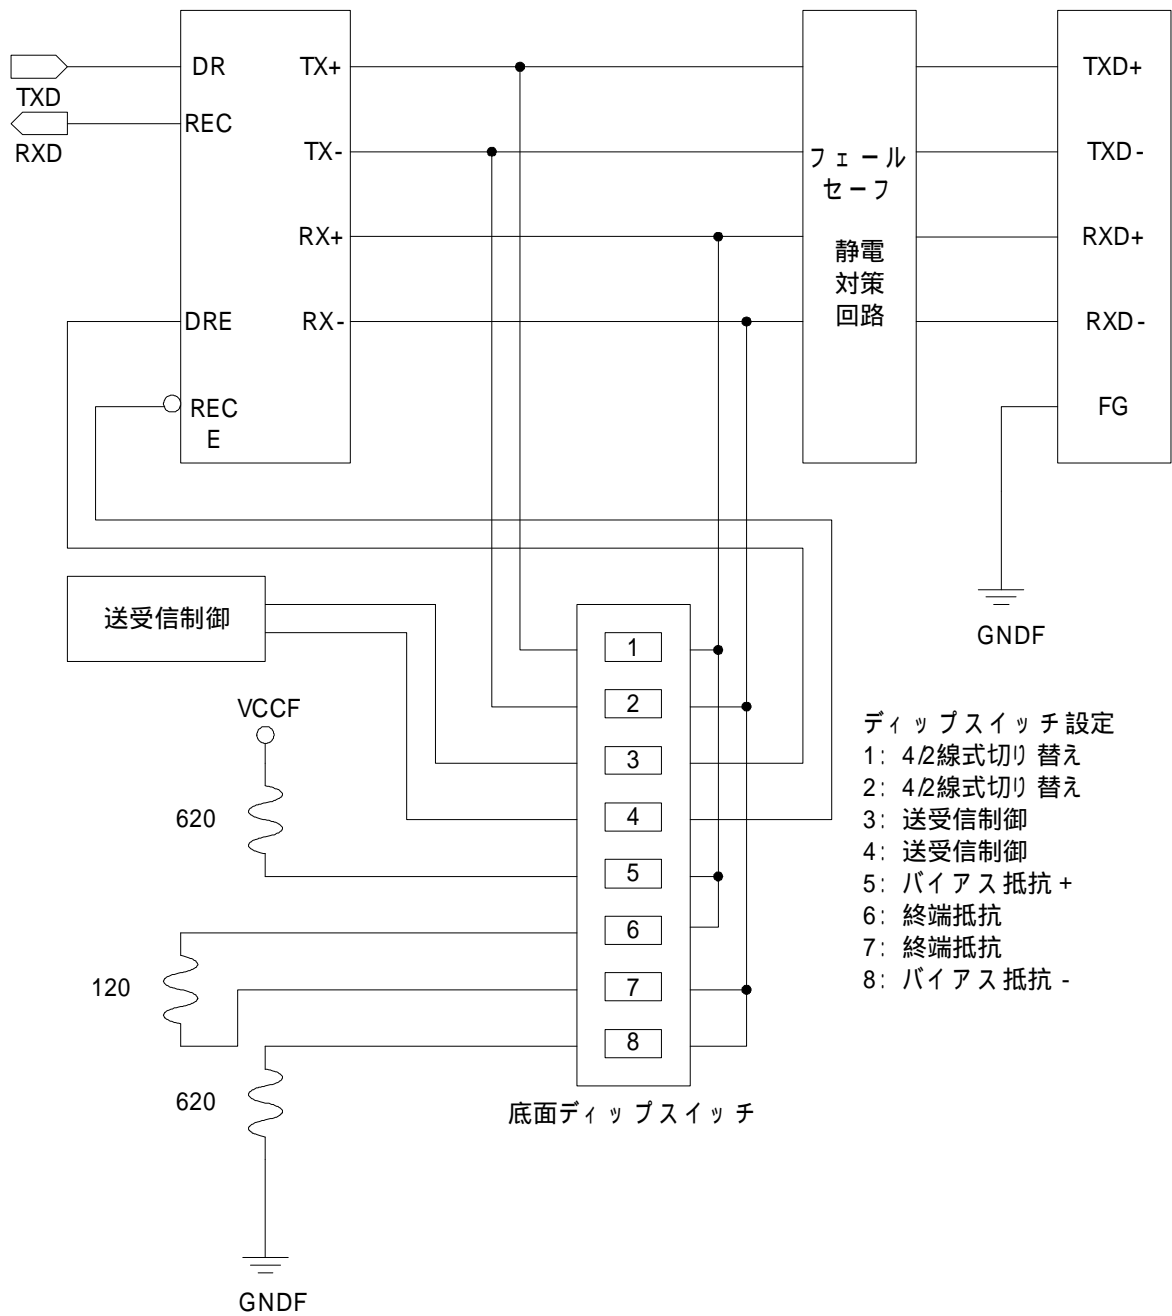 TXD
RXD
DR
REC
DRE
REC
E
TX+
TX-
RX+
RX-
フェール
セーフ
静電
対策
回路
TXD+
TXD-
RXD+
RXD-
FG
GNDF
送受信制御
VCCF
620
120
620
GNDF
1
2
3
4
5
6
7
8
底面ディップスイッチ
ディップスイッチ設定
1: 4/2線式切り替え
2: 4/2線式切り替え
3: 送受信制御
4: 送受信制御
5: バイアス抵抗+
6: 終端抵抗
7: 終端抵抗
8: バイアス抵抗-